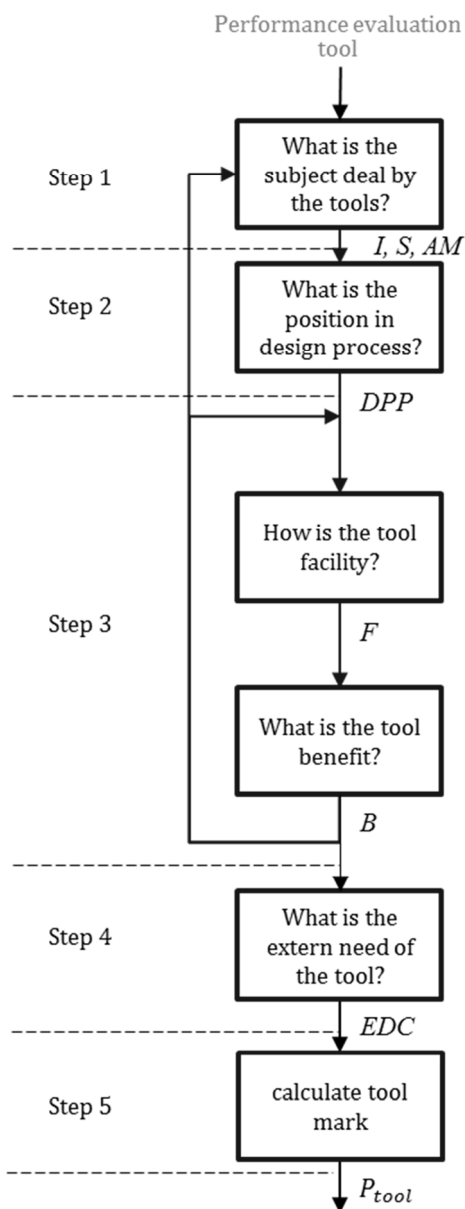 Performance evaluation
tool
Step 1
What is the
subject deal by
the tools?
I, S, AM
Step 2
What is the
position in
design process?
DPP
Step 3
How is the tool
facility?
F
What is the tool
benefit?
B
Step 4
What is the
extern need of
the tool?
EDC
Step 5
calculate tool
mark
P_tool